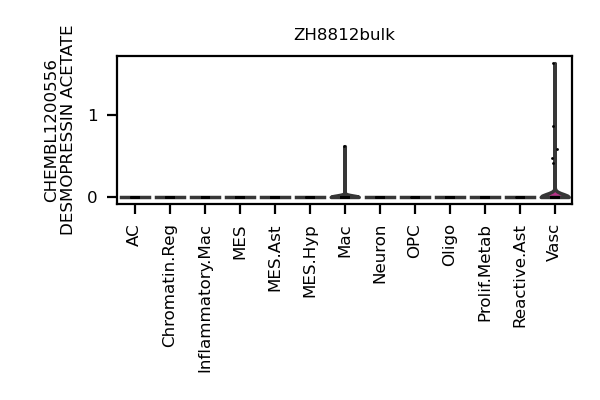 ZH8812bulk
CHEMBL1200556
DESMOPRESSIN ACETATE
1
0
AC
Chromatin.Reg
Inflammatory.Mac
MES
MES.Ast
MES.Hyp
Mac
Neuron
OPC
Oligo
Prolif.Metab
Reactive.Ast
Vasc